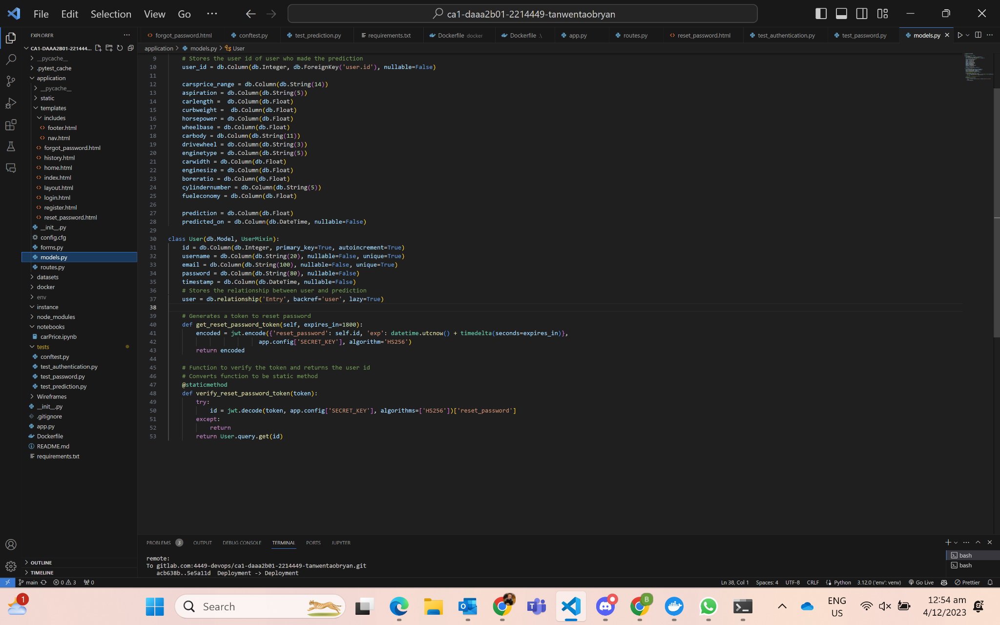 File Edit Selection View Go ...
ca1-daaa2b01-2214449-tanwentaobryan
EXPLORER ...
forgot_password.html conftest.py test_prediction.py requirements.txt Dockerfile docker Dockerfile .\ app.py routes.py reset_password.html test_authentication.py test_password.py models.py
CA1-DAAA2B01-221444...
application > models.py > User
__pycache__
.pytest_cache
application
__pycache__
static
templates
includes
footer.html
nav.html
forgot_password.html
history.html
home.html
index.html
layout.html
login.html
register.html
reset_password.html
__init__.py
config.cfg
forms.py
models.py
routes.py
datasets
docker
env
instance
node_modules
notebooks
carPrice.ipynb
tests
conftest.py
test_authentication.py
test_password.py
test_prediction.py
Wireframes
__init__.py
.gitignore
app.py
Dockerfile
README.md
requirements.txt
OUTLINE
TIMELINE
9 # Stores the user id of user who made the prediction
10 user_id = db.Column(db.Integer, db.ForeignKey('user.id'), nullable=False)
11
12 carsprice_range = db.Column(db.String(14))
13 aspiration = db.Column(db.String(5))
14 carlength =  db.Column(db.Float)
15 curbweight =  db.Column(db.Float)
16 horsepower = db.Column(db.Float)
17 wheelbase = db.Column(db.Float)
18 carbody = db.Column(db.String(11))
19 drivewheel = db.Column(db.String(3))
20 enginetype = db.Column(db.String(5))
21 carwidth = db.Column(db.Float)
22 enginesize = db.Column(db.Float)
23 boreratio = db.Column(db.Float)
24 cylindernumber = db.Column(db.String(5))
25 fueleconomy = db.Column(db.Float)
26
27 prediction = db.Column(db.Float)
28 predicted_on = db.Column(db.DateTime, nullable=False)
29
30 class User(db.Model, UserMixin):
31 id = db.Column(db.Integer, primary_key=True, autoincrement=True)
32 username = db.Column(db.String(20), nullable=False, unique=True)
33 email = db.Column(db.String(100), nullable=False, unique=True)
34 password = db.Column(db.String(80), nullable=False)
35 timestamp = db.Column(db.DateTime, nullable=False)
36 # Stores the relationship between user and prediction
37 user = db.relationship('Entry', backref='user', lazy=True)
38
39 # Generates a token to reset password
40 def get_reset_password_token(self, expires_in=1800):
41 encoded = jwt.encode({'reset_password': self.id, 'exp': datetime.utcnow() + timedelta(seconds=expires_in)},
42 app.config['SECRET_KEY'], algorithm='HS256')
43 return encoded
44
45 # Function to verify the token and returns the user id
46 # Converts function to be static method
47 @staticmethod
48 def verify_reset_password_token(token):
49 try:
50 id = jwt.decode(token, app.config['SECRET_KEY'], algorithms=['HS256'])['reset_password']
51 except:
52 return
53 return User.query.get(id)
PROBLEMS 3 OUTPUT DEBUG CONSOLE TERMINAL PORTS JUPYTER
remote:
To gitlab.com:4449-devops/ca1-daaa2b01-2214449-tanwentaobryan.git
acb638b..5e5a11d  Deployment -> Deployment
bash
bash
main 0 3 0
Ln 38, Col 1 Spaces: 4 UTF-8 CRLF Python 3.12.0 ('env': venv) Go Live Prettier
1
Search
B
ENG
US
12:54 am
4/12/2023